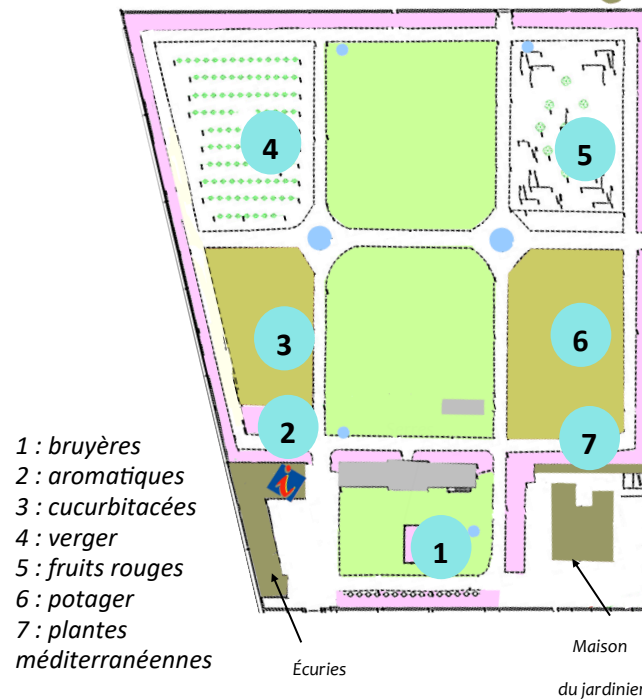 4
5
3
6
2
7
1 : bruyères
2 : aromatiques
3 : cucurbitacées
4 : verger
5 : fruits rouges
6 : potager
7 : plantes
méditerranéennes
i
1
Écuries
Maison
du jardinier